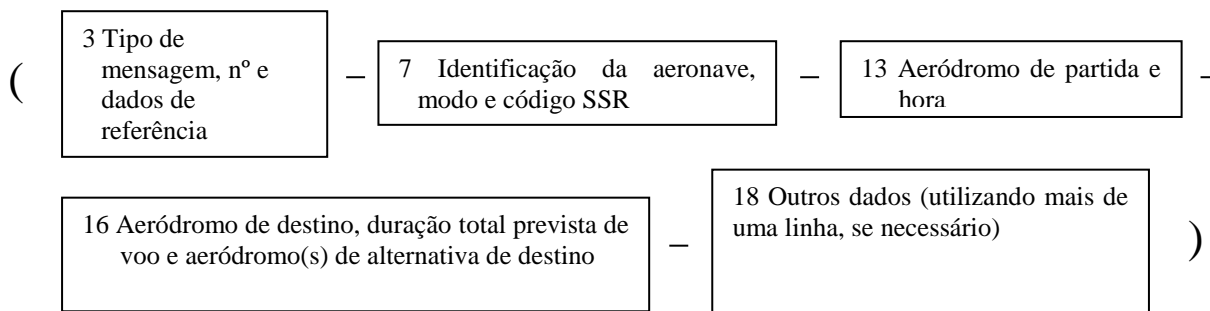 (
3 Tipo de
mensagem, nº e
dados de
referência
–
7 Identificação da aeronave,
modo e código SSR
–
13 Aeródromo de partida e
hora
–
16 Aeródromo de destino, duração total prevista de
voo e aeródromo(s) de alternativa de destino
–
18 Outros dados (utilizando mais de
uma linha, se necessário)
)